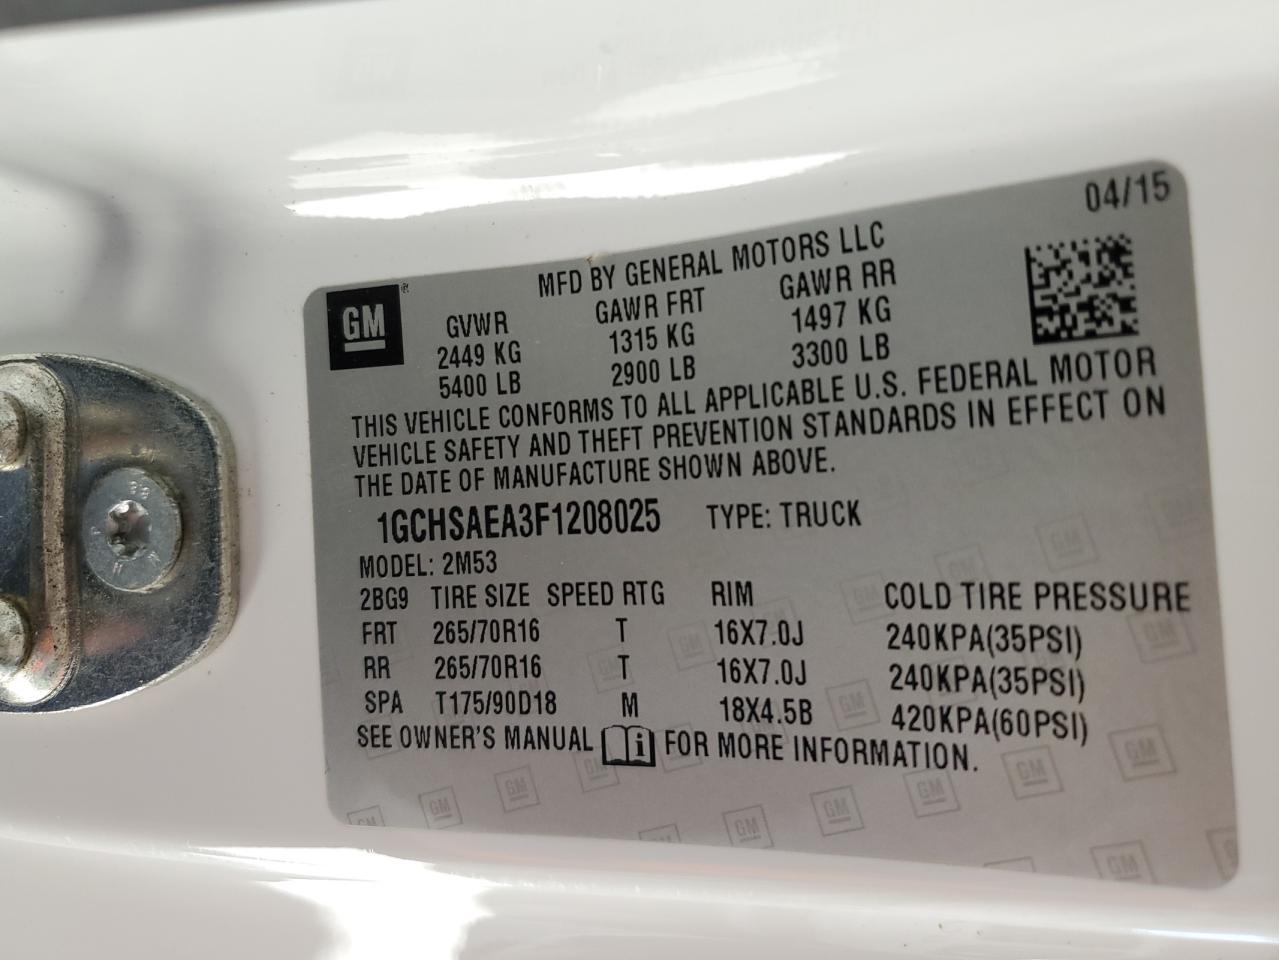 04/15
MFD BY GENERAL MOTORS LLC
GM®
GVWR GAWR FRT GAWR RR
2449 KG 1315 KG 1497 KG
5400 LB 2900 LB 3300 LB
THIS VEHICLE CONFORMS TO ALL APPLICABLE U.S. FEDERAL MOTOR
VEHICLE SAFETY AND THEFT PREVENTION STANDARDS IN EFFECT ON
THE DATE OF MANUFACTURE SHOWN ABOVE.
1GCHSAEA3F1208025 TYPE: TRUCK
MODEL: 2M53
2BG9 TIRE SIZE SPEED RTG RIM COLD TIRE PRESSURE
FRT 265/70R16 T 16X7.0J 240KPA(35PSI)
RR 265/70R16 T 16X7.0J 240KPA(35PSI)
SPA T175/90D18 M 18X4.5B 420KPA(60PSI)
SEE OWNER'S MANUAL i FOR MORE INFORMATION.